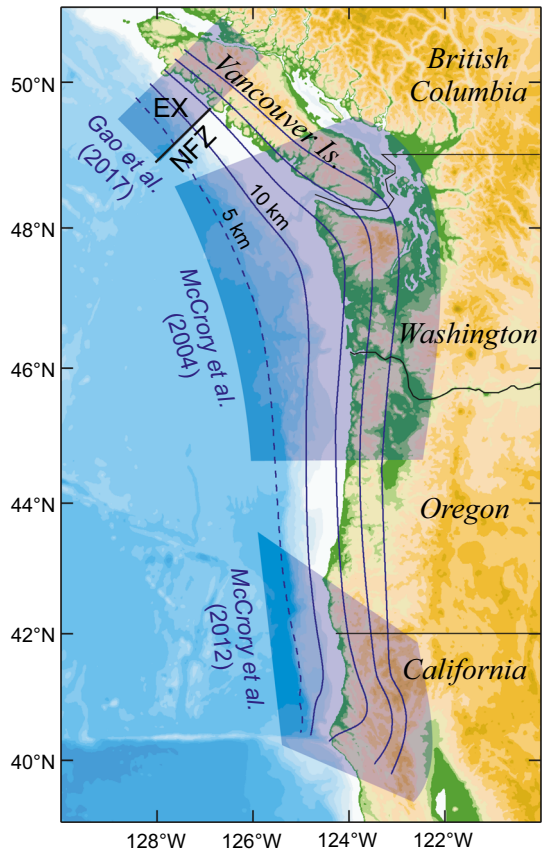 50°N
48°N
46°N
44°N
42°N
40°N
128°W
126°W
124°W
122°W
British
Columbia
Vancouver Is.
EX
NFZ
Gao et al.
(2017)
10 km
5 km
McCrory et al.
(2004)
Washington
Oregon
McCrory et al.
(2012)
California